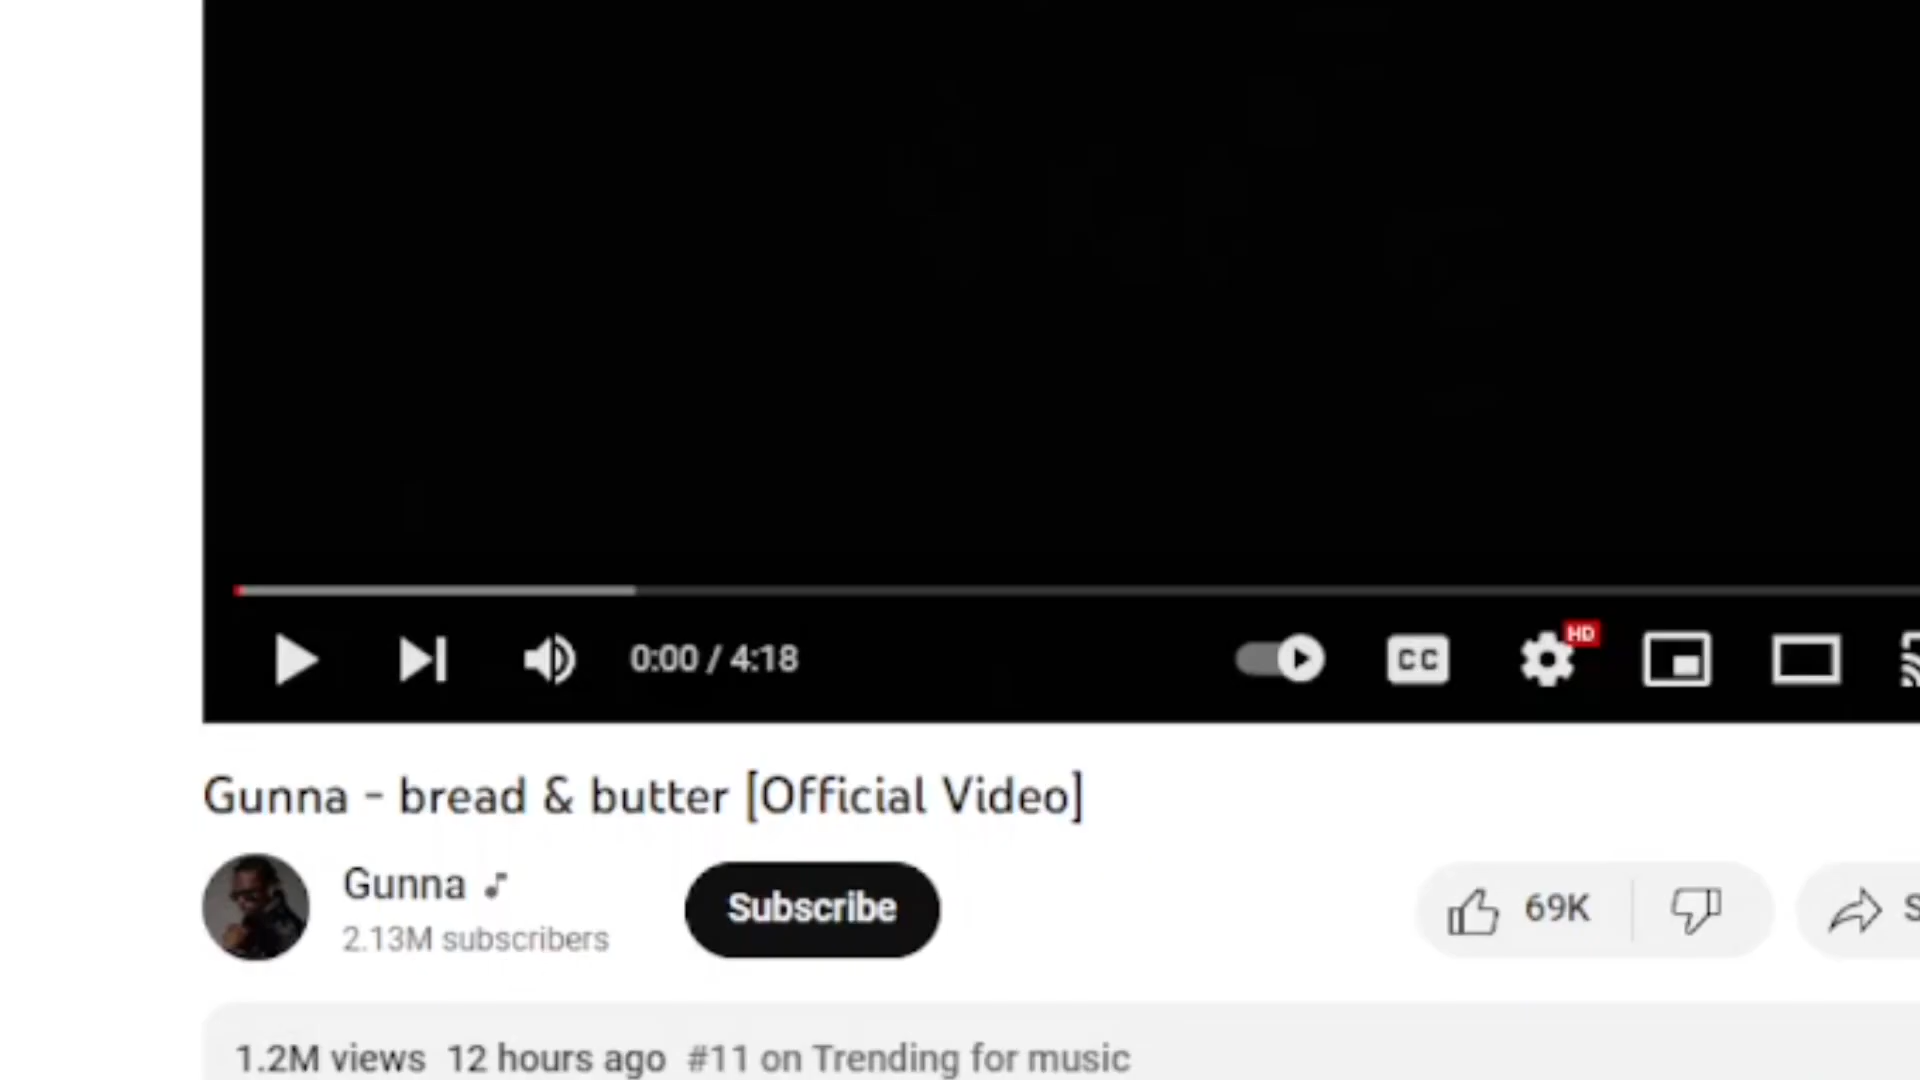 0:00 / 4:18
CC
HD
Gunna - bread & butter [Official Video]
Gunna
2.13M subscribers
Subscribe
69K
1.2M views 12 hours ago #11 on Trending for music